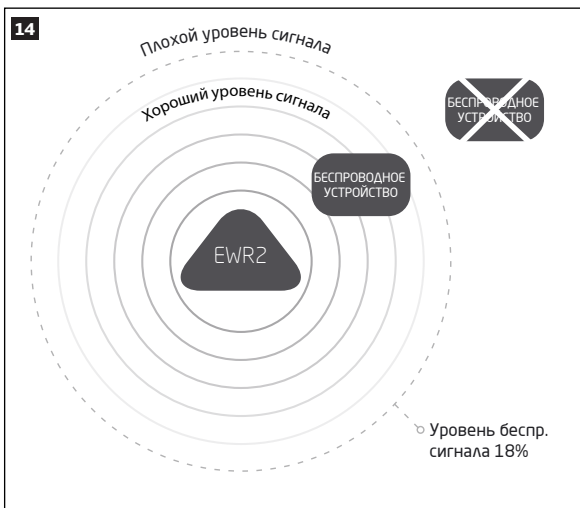 14
Плохой уровень сигнала
Хороший уровень сигнала
БЕСПРОВОДНОЕ
УСТРОЙСТВО
БЕСПРОВОДНОЕ
УСТРОЙСТВО
EWR2
Уровень беспр.
сигнала 18%